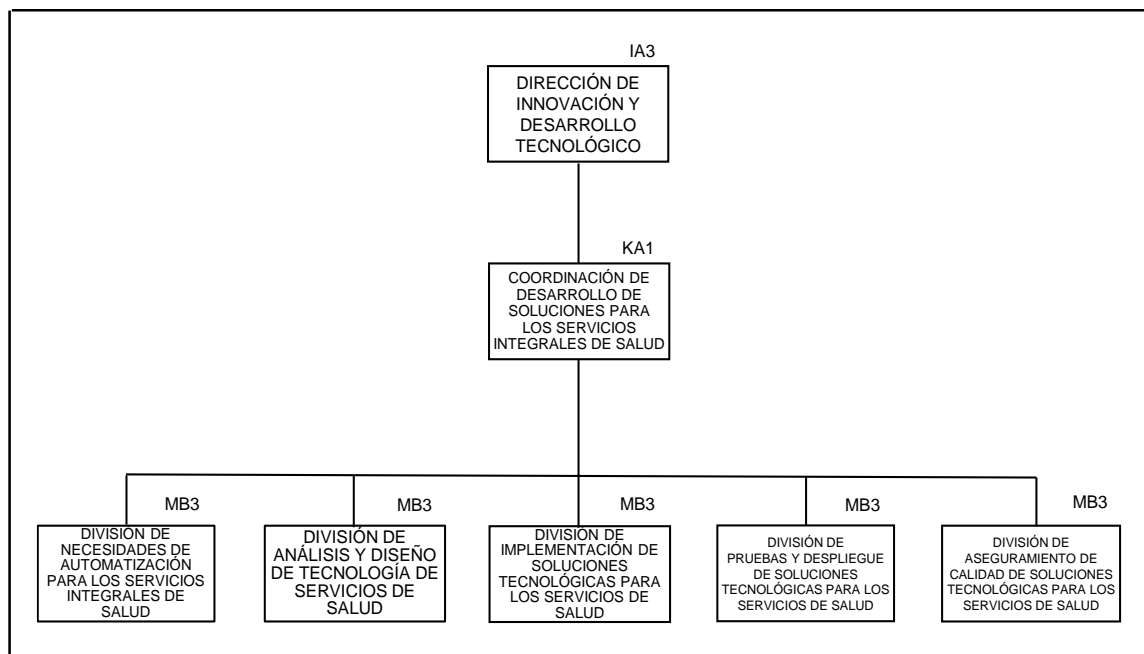 IA3
DIRECCIÓN DE
INNOVACIÓN Y
DESARROLLO
TECNOLÓGICO
KA1
COORDINACIÓN DE
DESARROLLO DE
SOLUCIONES PARA
LOS SERVICIOS
INTEGRALES DE SALUD
MB3
DIVISIÓN DE
NECESIDADES DE
AUTOMATIZACIÓN
PARA LOS SERVICIOS
INTEGRALES DE
SALUD
MB3
DIVISIÓN DE
ANÁLISIS Y DISEÑO
DE TECNOLOGÍA DE
SERVICIOS DE
SALUD
MB3
DIVISIÓN DE
IMPLEMENTACIÓN DE
SOLUCIONES
TECNOLÓGICAS PARA
LOS SERVICIOS DE
SALUD
MB3
DIVISIÓN DE
PRUEBAS Y DESPLIEGUE
DE SOLUCIONES
TECNOLÓGICAS PARA LOS
SERVICIOS DE SALUD
MB3
DIVISIÓN DE
ASEGURAMIENTO DE
CALIDAD DE SOLUCIONES
TECNOLÓGICAS PARA LOS
SERVICIOS DE SALUD